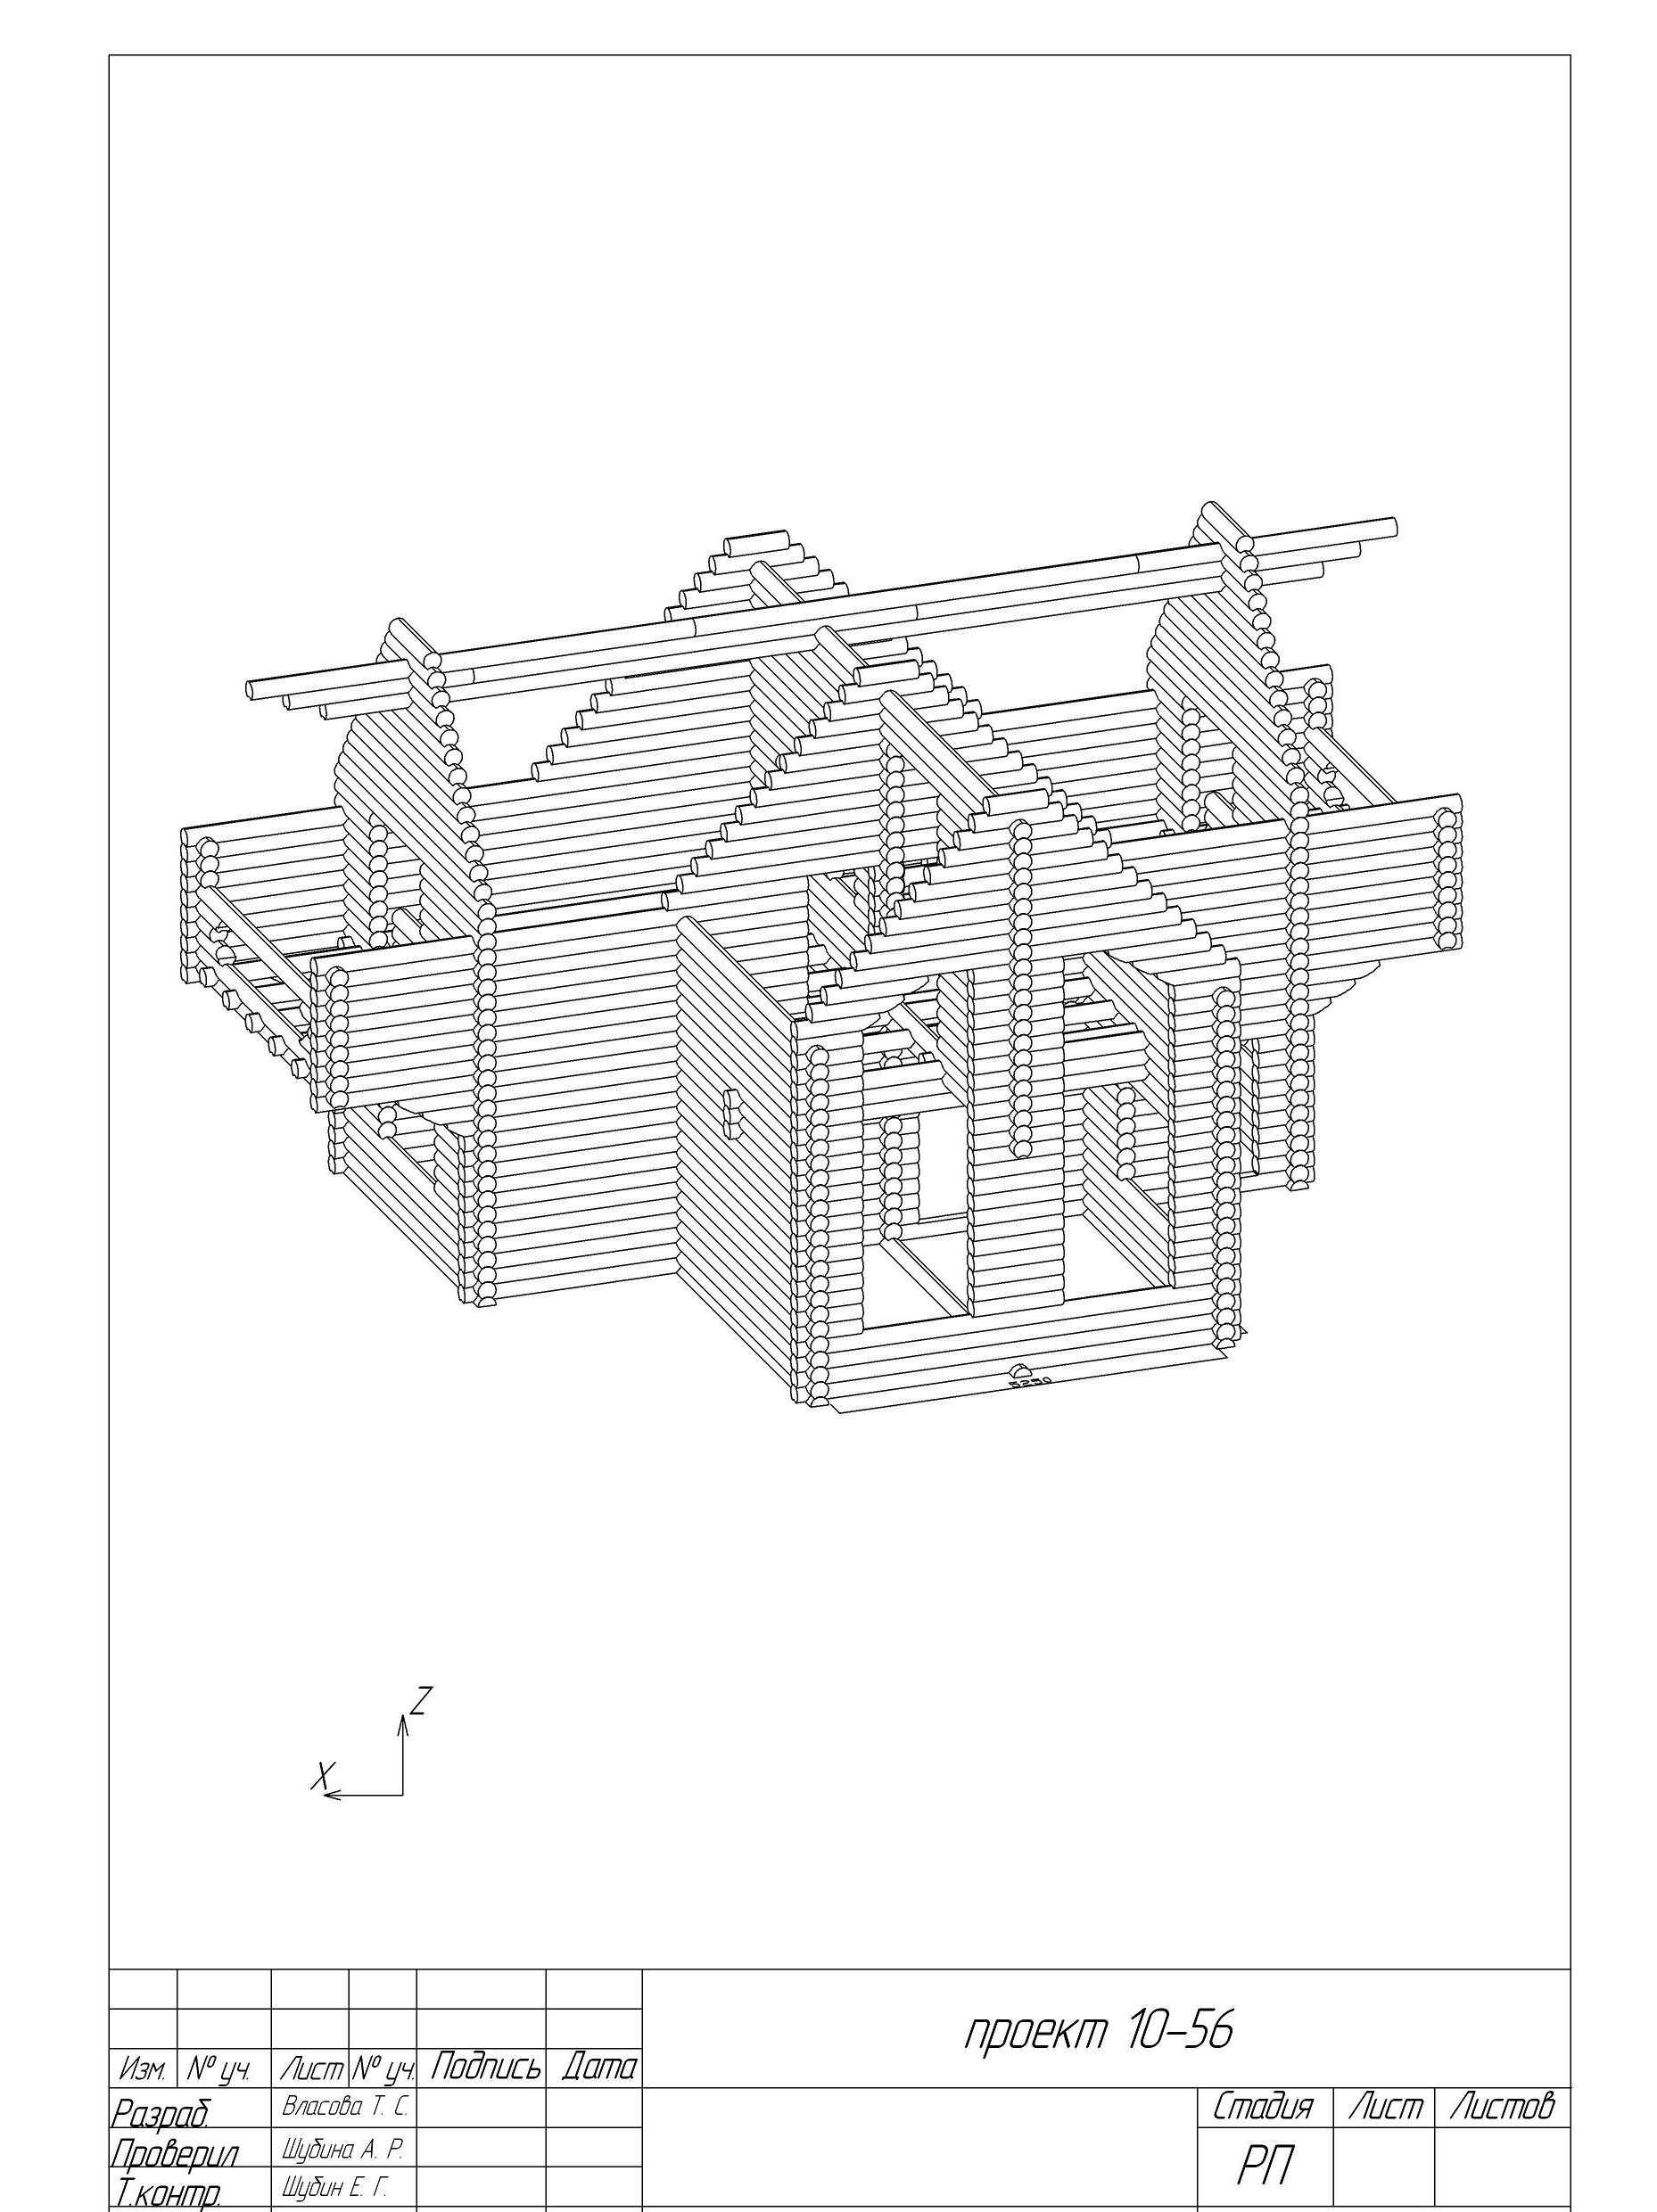 5250
Z
X
проект 10-56
Изм. № уч. Лист № уч. Подпись Дата
Разраб. Власова Т. С. Стадия Лист Листов
Проверил Шубина А. Р. РП
Т.контр. Шубин Е. Г.